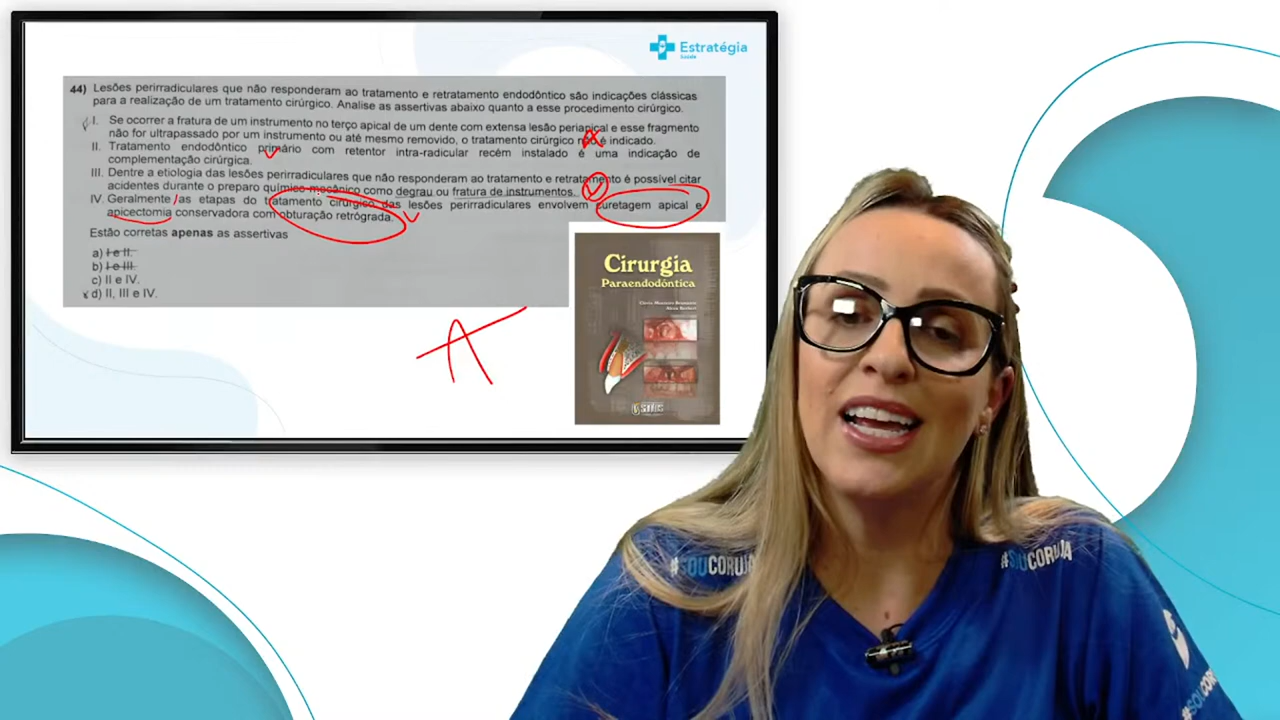 Estratégia
Saúde
44) Lesões perirradiculares que não responderam ao tratamento e retratamento endodôntico são indicações clássicas
para a realização de um tratamento cirúrgico. Analise as assertivas abaixo quanto a esse procedimento cirúrgico.
I. Se ocorrer a fratura de um instrumento no terço apical de um dente com extensa lesão periapical e esse fragmento
não for ultrapassado por um instrumento ou até mesmo removido, o tratamento cirúrgico não é indicado.
II. Tratamento endodôntico primário com retentor intra-radicular recém instalado é uma indicação de
complementação cirúrgica.
III. Dentre a etiologia das lesões perirradiculares que não responderam ao tratamento e retratamento é possível citar
acidentes durante o preparo químico mecânico como degrau ou fratura de instrumentos.
IV. Geralmente as etapas do tratamento cirúrgico das lesões perirradiculares envolvem curetagem apical e
apicectomia conservadora com obturação retrógrada.
Estão corretas apenas as assertivas
a) I e II.
b) I e III.
c) II e IV.
d) II, III e IV.
A
Cirurgia
Paraendodôntica
#SOUCORUJA
#SOUCORUJA